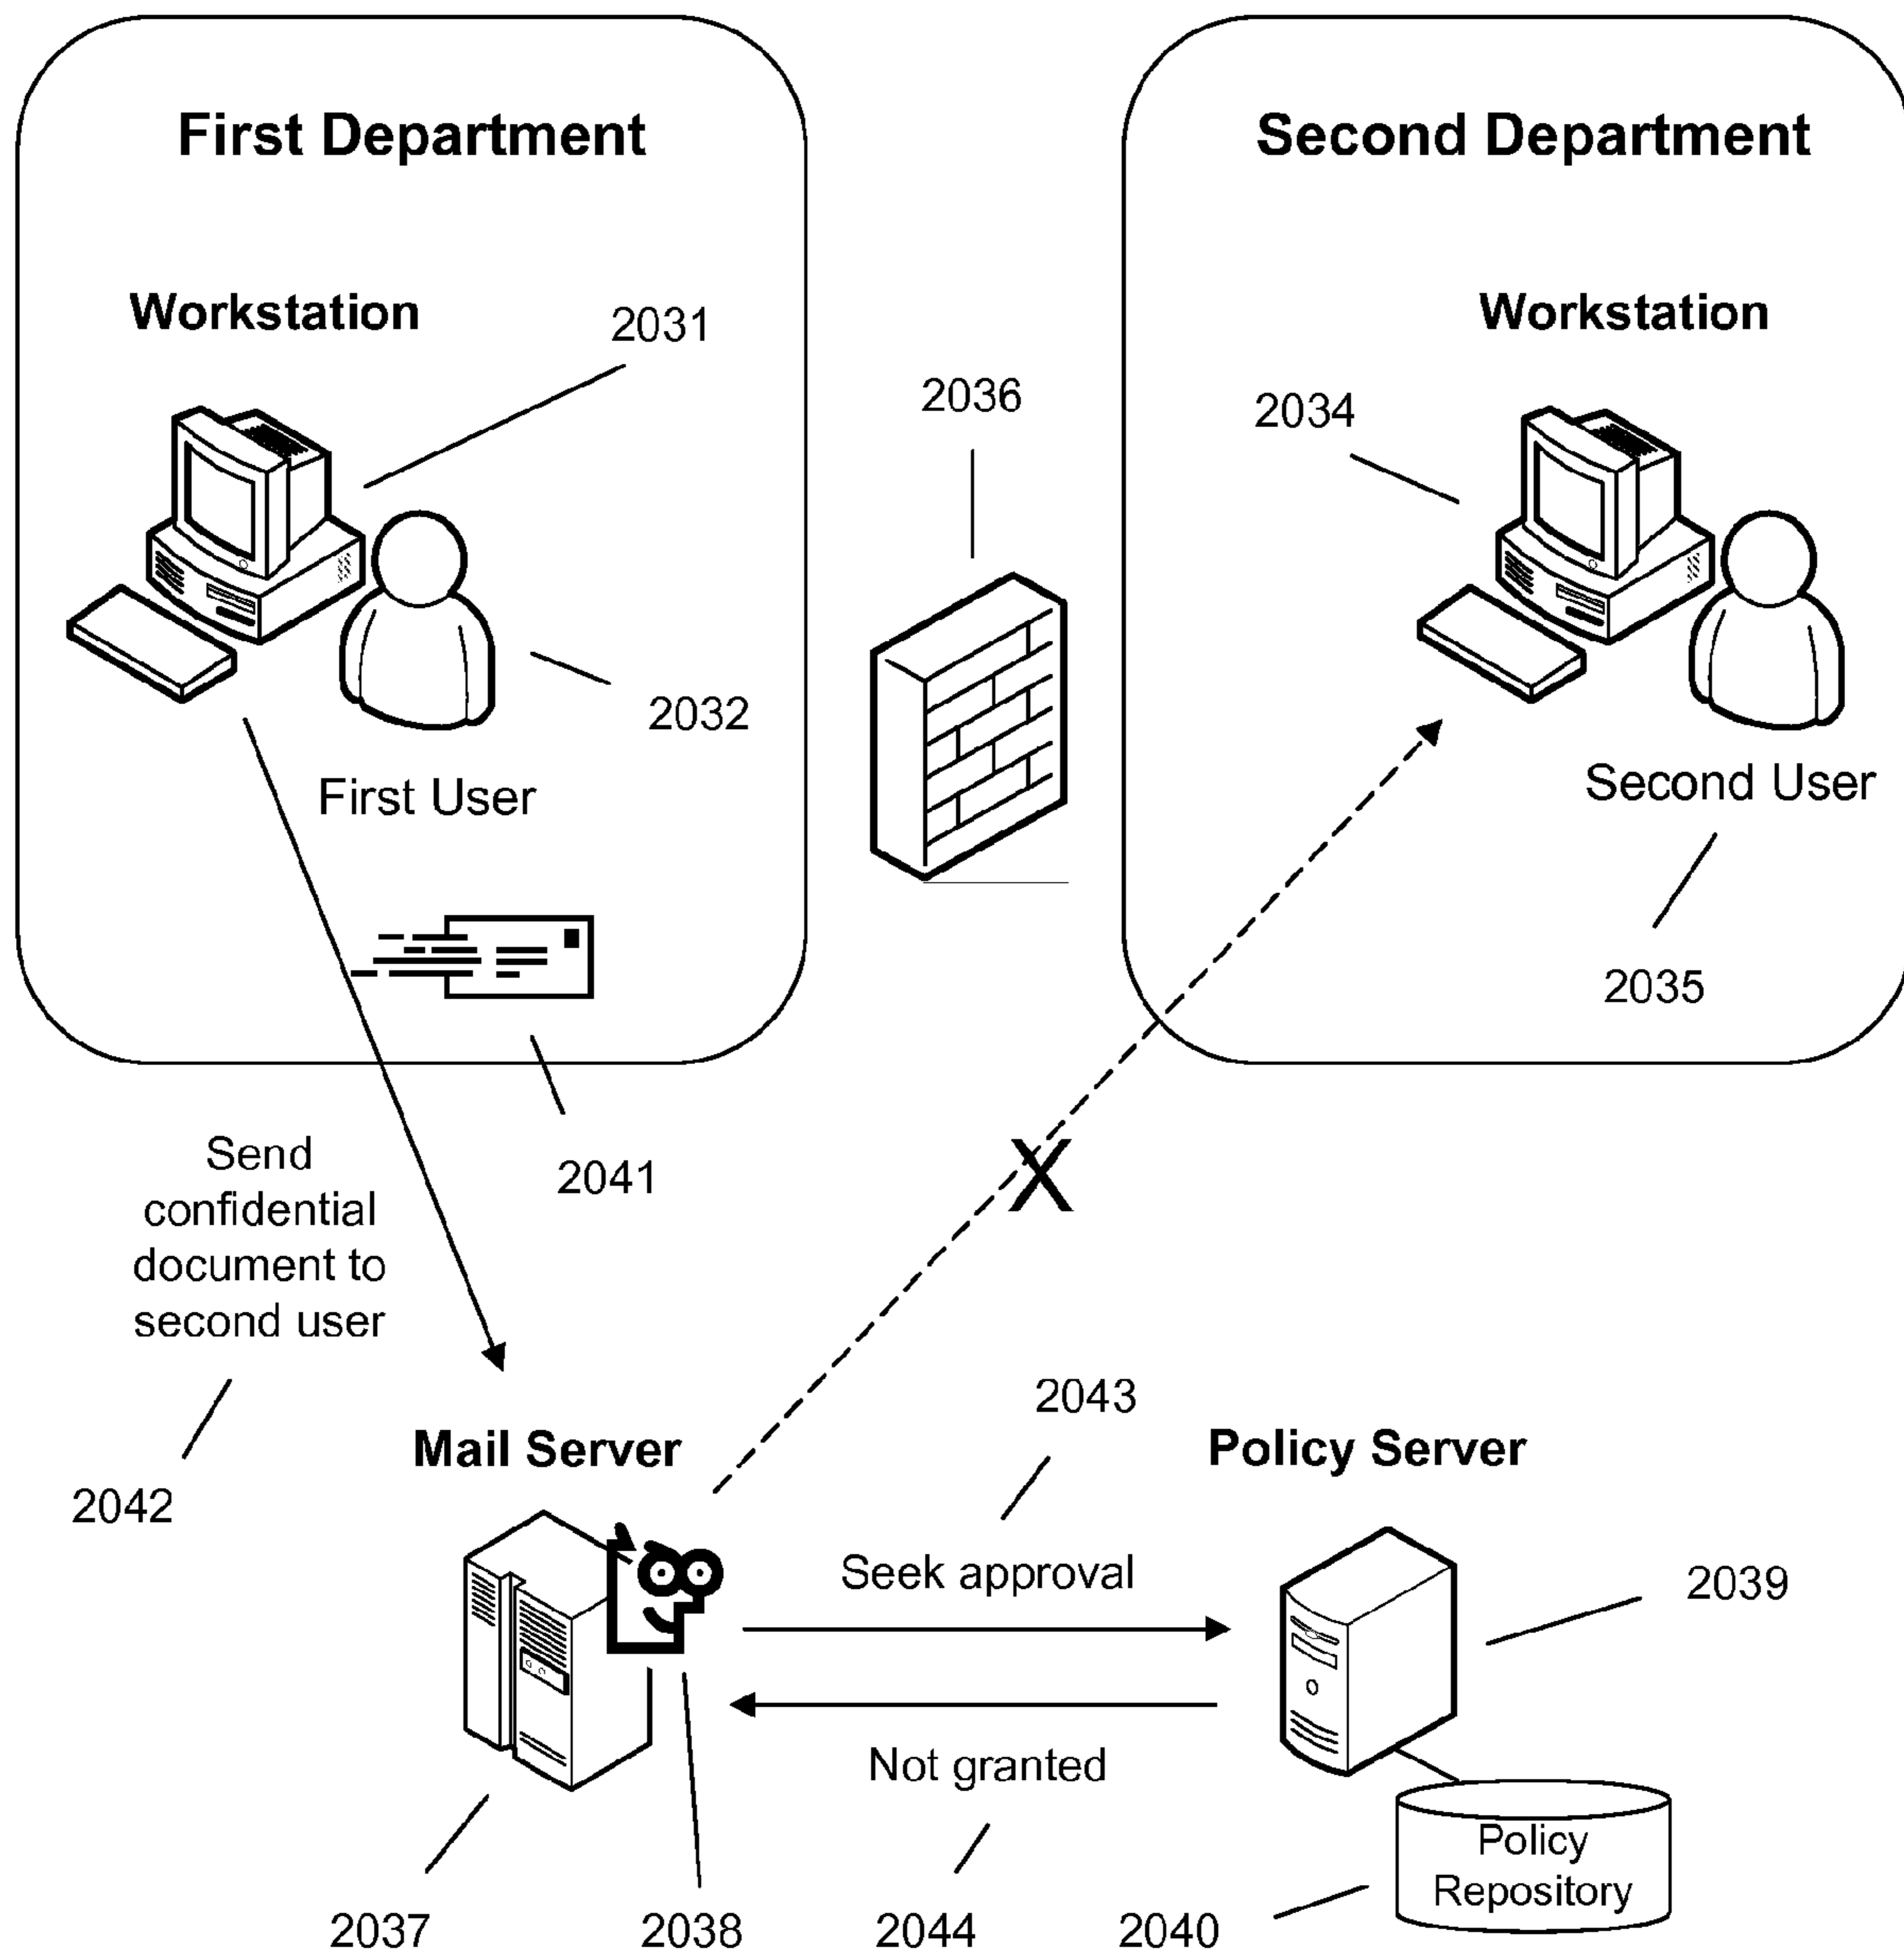 First Department
Second Department
Workstation
2031
Workstation
2036
2034
2032
First User
Second User
2035
Send
confidential
document to
second user
2041
2043
Mail Server
Policy Server
2042
Seek approval
2039
Not granted
Policy
Repository
2037
2038
2044
2040
X